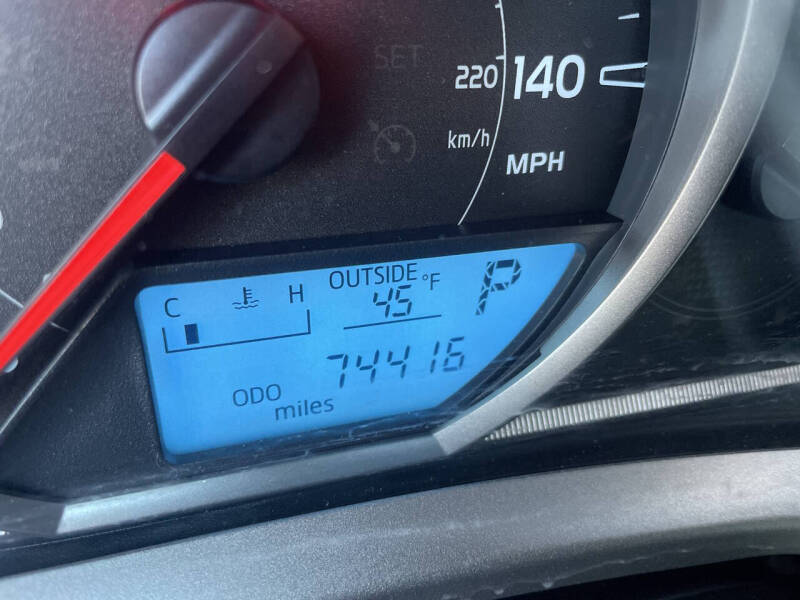 SET
220 140
km/h
MPH
OUTSIDE
C H 45 °F P
74416
ODO
miles